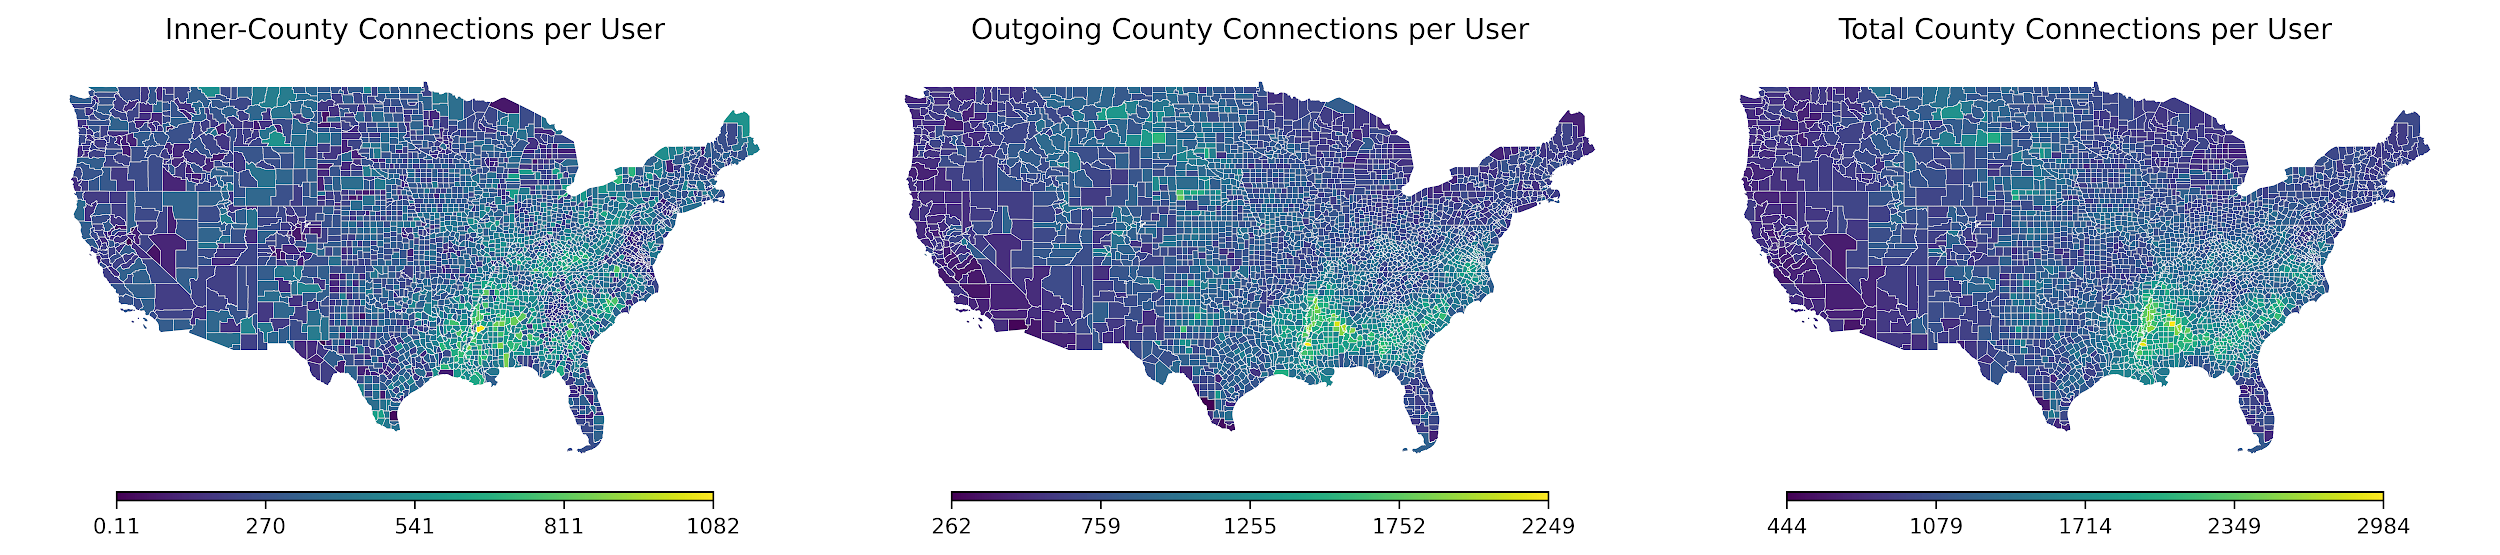 Inner-County Connections per User
Outgoing County Connections per User
Total County Connections per User
0.11 270 541 811 1082
262 759 1255 1752 2249
444 1079 1714 2349 2984